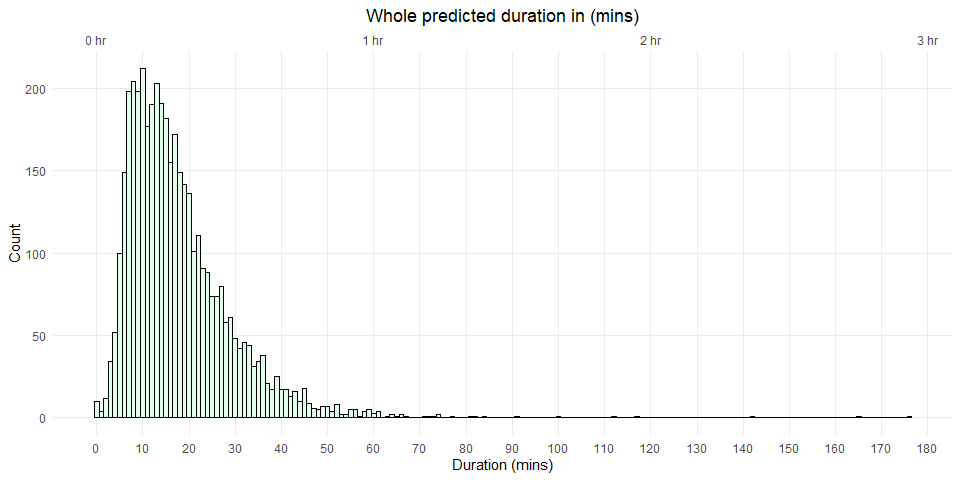 Whole predicted duration in (mins)
0 hr 1 hr 2 hr 3 hr
200
150
100
50
0
Count
0 10 20 30 40 50 60 70 80 90 100 110 120 130 140 150 160 170 180
Duration (mins)